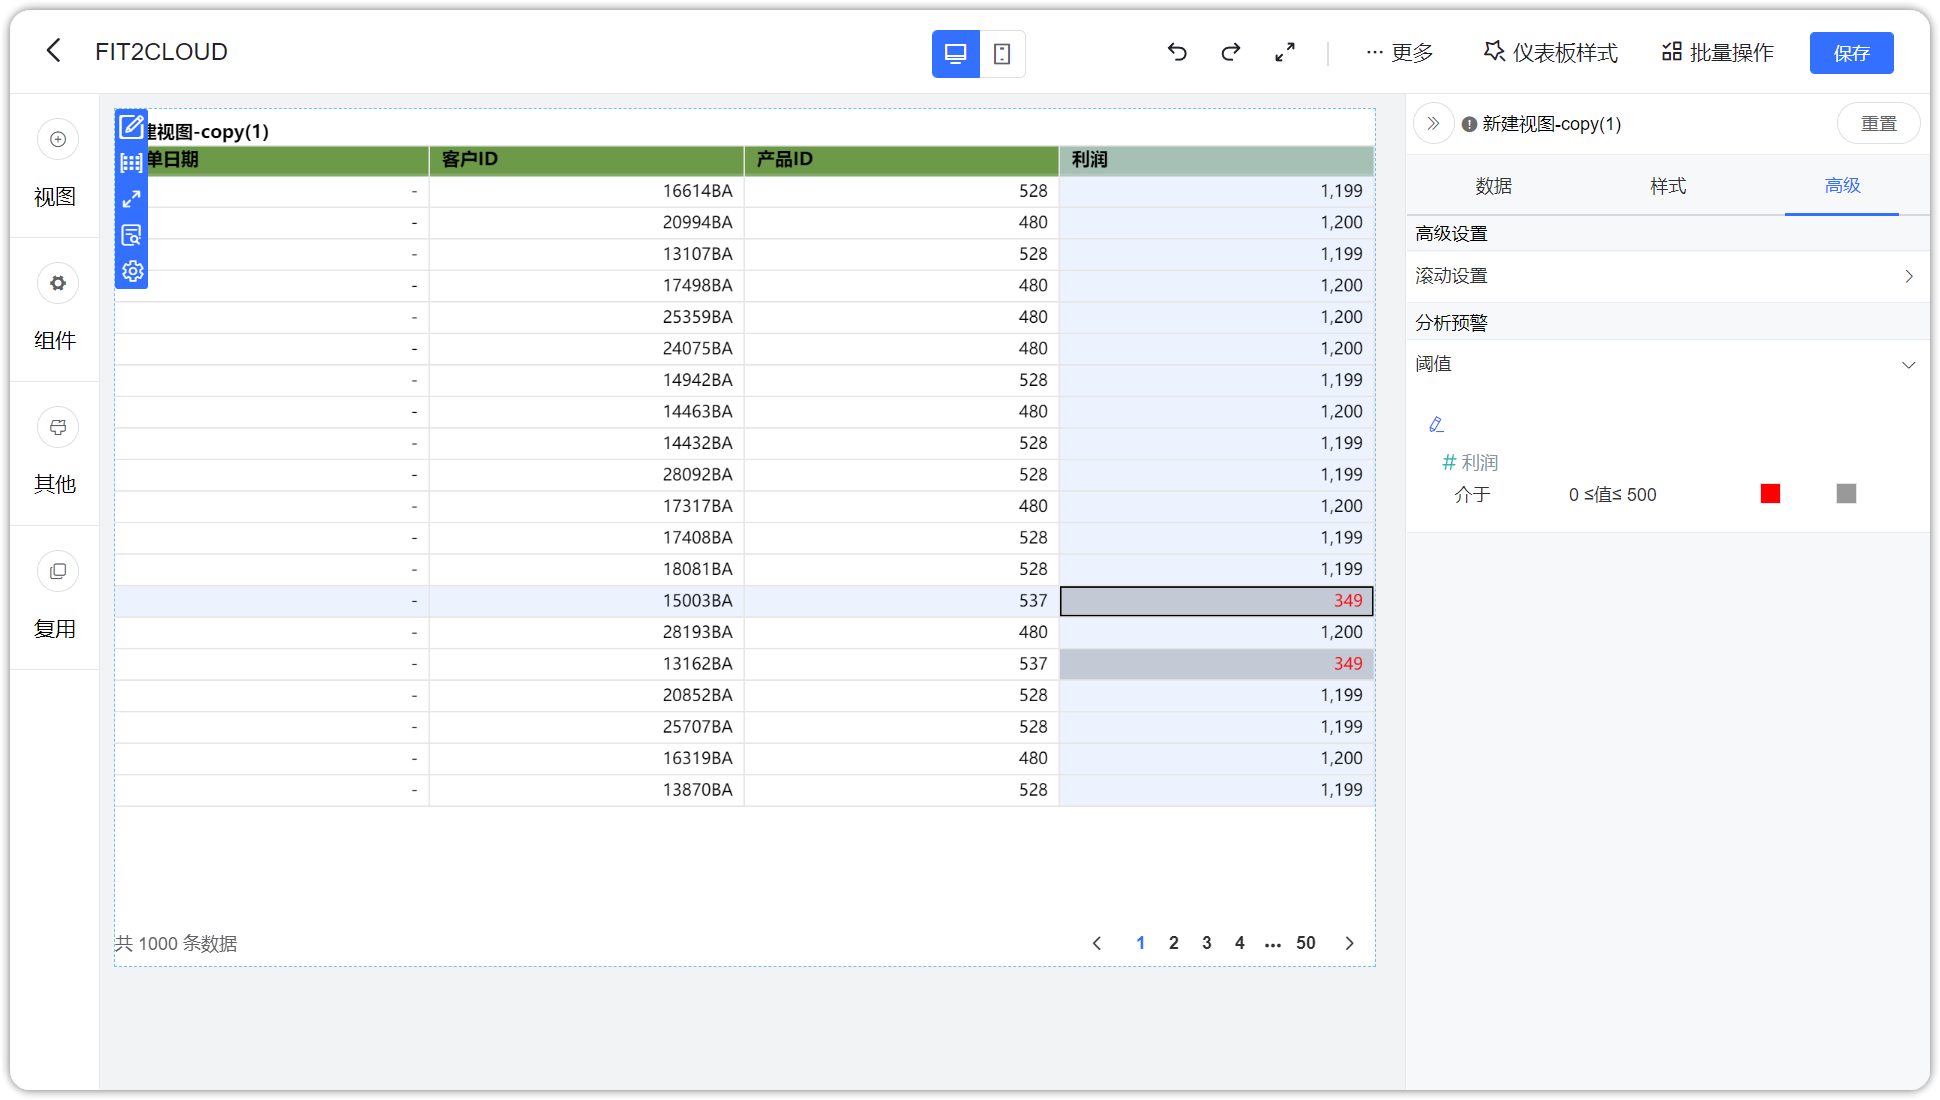 FIT2CLOUD
··· 更多
仪表板样式
批量操作
保存
视图
组件
其他
复用
建视图-copy(1)
单日期 客户ID 产品ID 利润
- 16614BA 528 1,199
- 20994BA 480 1,200
- 13107BA 528 1,199
- 17498BA 480 1,200
- 25359BA 480 1,200
- 24075BA 480 1,200
- 14942BA 528 1,199
- 14463BA 480 1,200
- 14432BA 528 1,199
- 28092BA 528 1,199
- 17317BA 480 1,200
- 17408BA 528 1,199
- 18081BA 528 1,199
- 15003BA 537 349
- 28193BA 480 1,200
- 13162BA 537 349
- 20852BA 528 1,199
- 25707BA 528 1,199
- 16319BA 480 1,200
- 13870BA 528 1,199
共 1000 条数据
1 2 3 4 ··· 50
新建视图-copy(1)
重置
数据 样式 高级
高级设置
滚动设置
分析预警
阈值
# 利润
介于 0 ≤值≤ 500